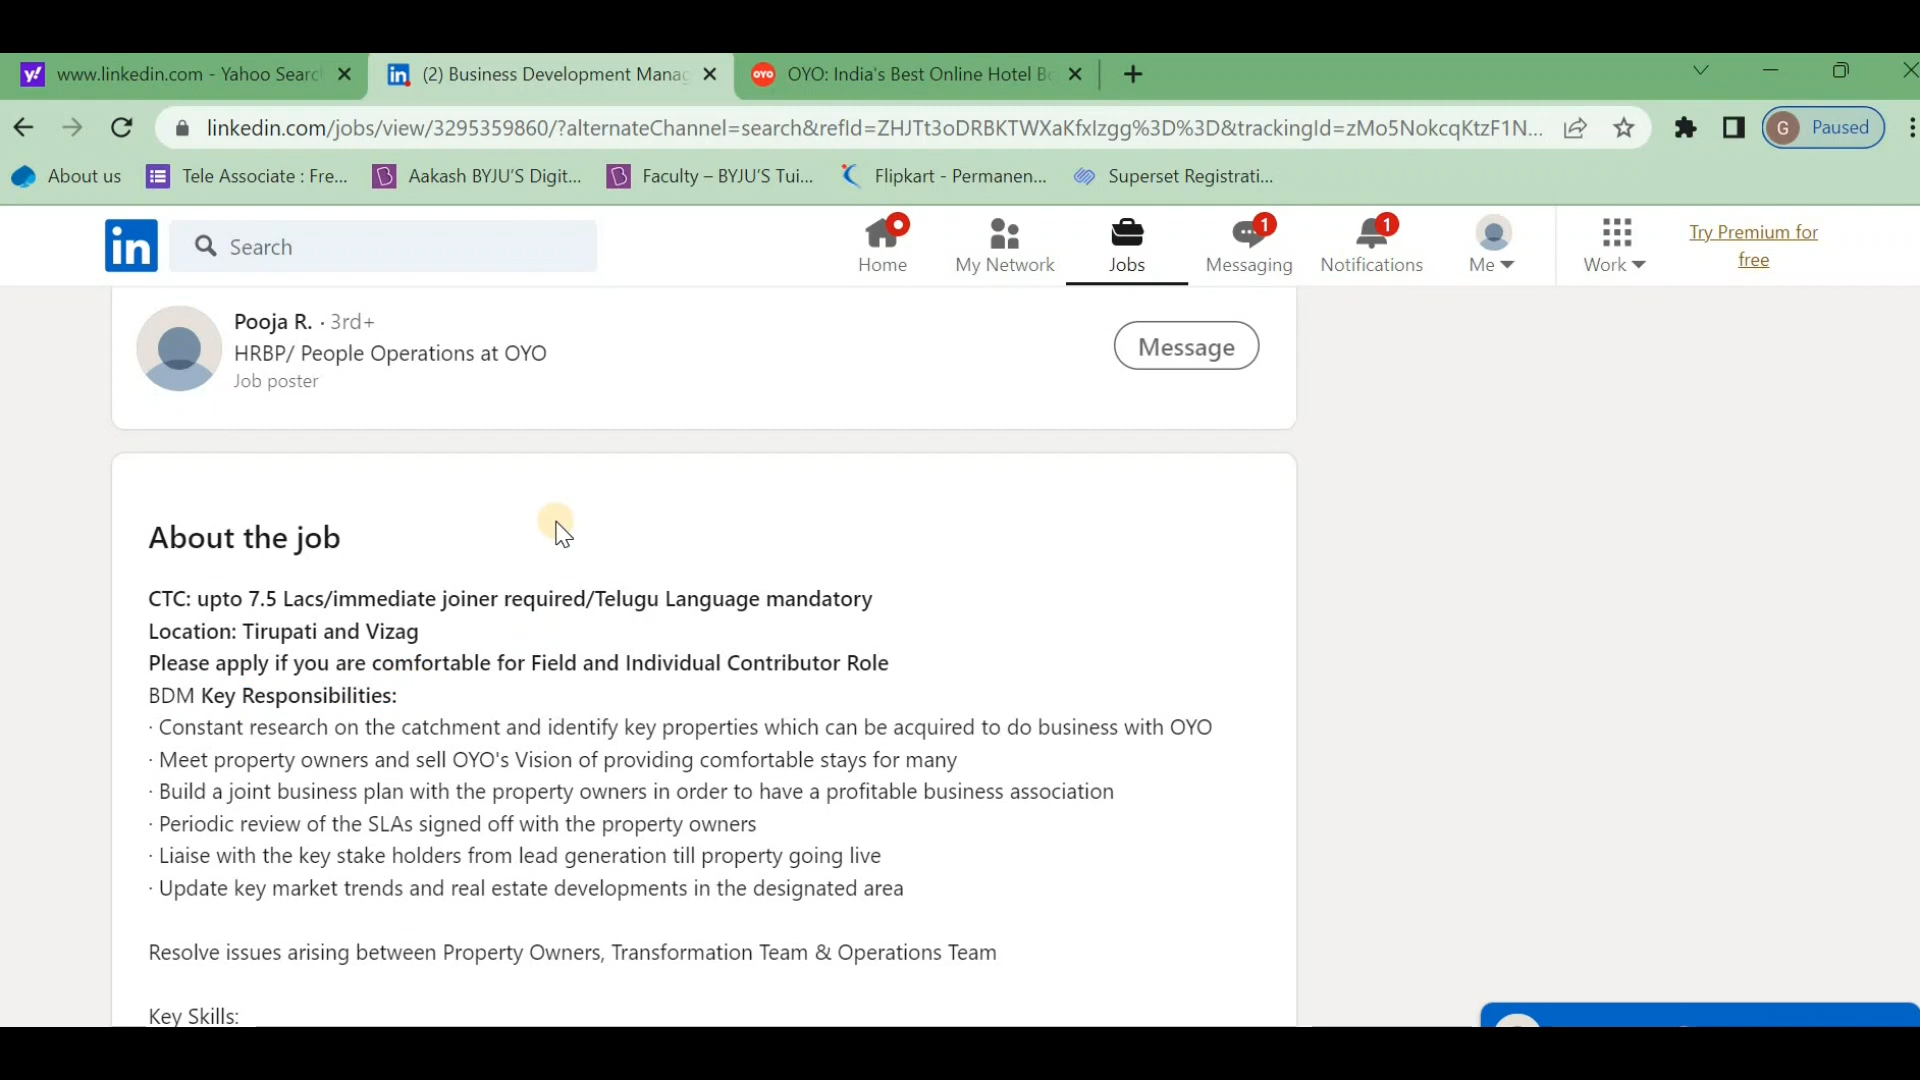 y!
www.linkedin.com - Yahoo Searc
in
(2) Business Development Manag
OYO
OYO: India's Best Online Hotel Bo
linkedin.com/jobs/view/3295359860/?alternateChannel=search&refId=ZHJTt3oDRBKTWXaKfxIzgg%3D%3D&trackingId=zMo5NokcqKtzF1N...
G
Paused
About us
Tele Associate : Fre...
Aakash BYJU'S Digit...
Faculty – BYJU'S Tui...
Flipkart - Permanen...
Superset Registrati...
in
Search
Home
My Network
Jobs
1
Messaging
1
Notifications
Me
Work
Try Premium for
free
Pooja R. · 3rd+
HRBP/ People Operations at OYO
Job poster
Message
About the job
CTC: upto 7.5 Lacs/immediate joiner required/Telugu Language mandatory
Location: Tirupati and Vizag
Please apply if you are comfortable for Field and Individual Contributor Role
BDM Key Responsibilities:
· Constant research on the catchment and identify key properties which can be acquired to do business with OYO
· Meet property owners and sell OYO's Vision of providing comfortable stays for many
· Build a joint business plan with the property owners in order to have a profitable business association
· Periodic review of the SLAs signed off with the property owners
· Liaise with the key stake holders from lead generation till property going live
· Update key market trends and real estate developments in the designated area
Resolve issues arising between Property Owners, Transformation Team & Operations Team
Key Skills: